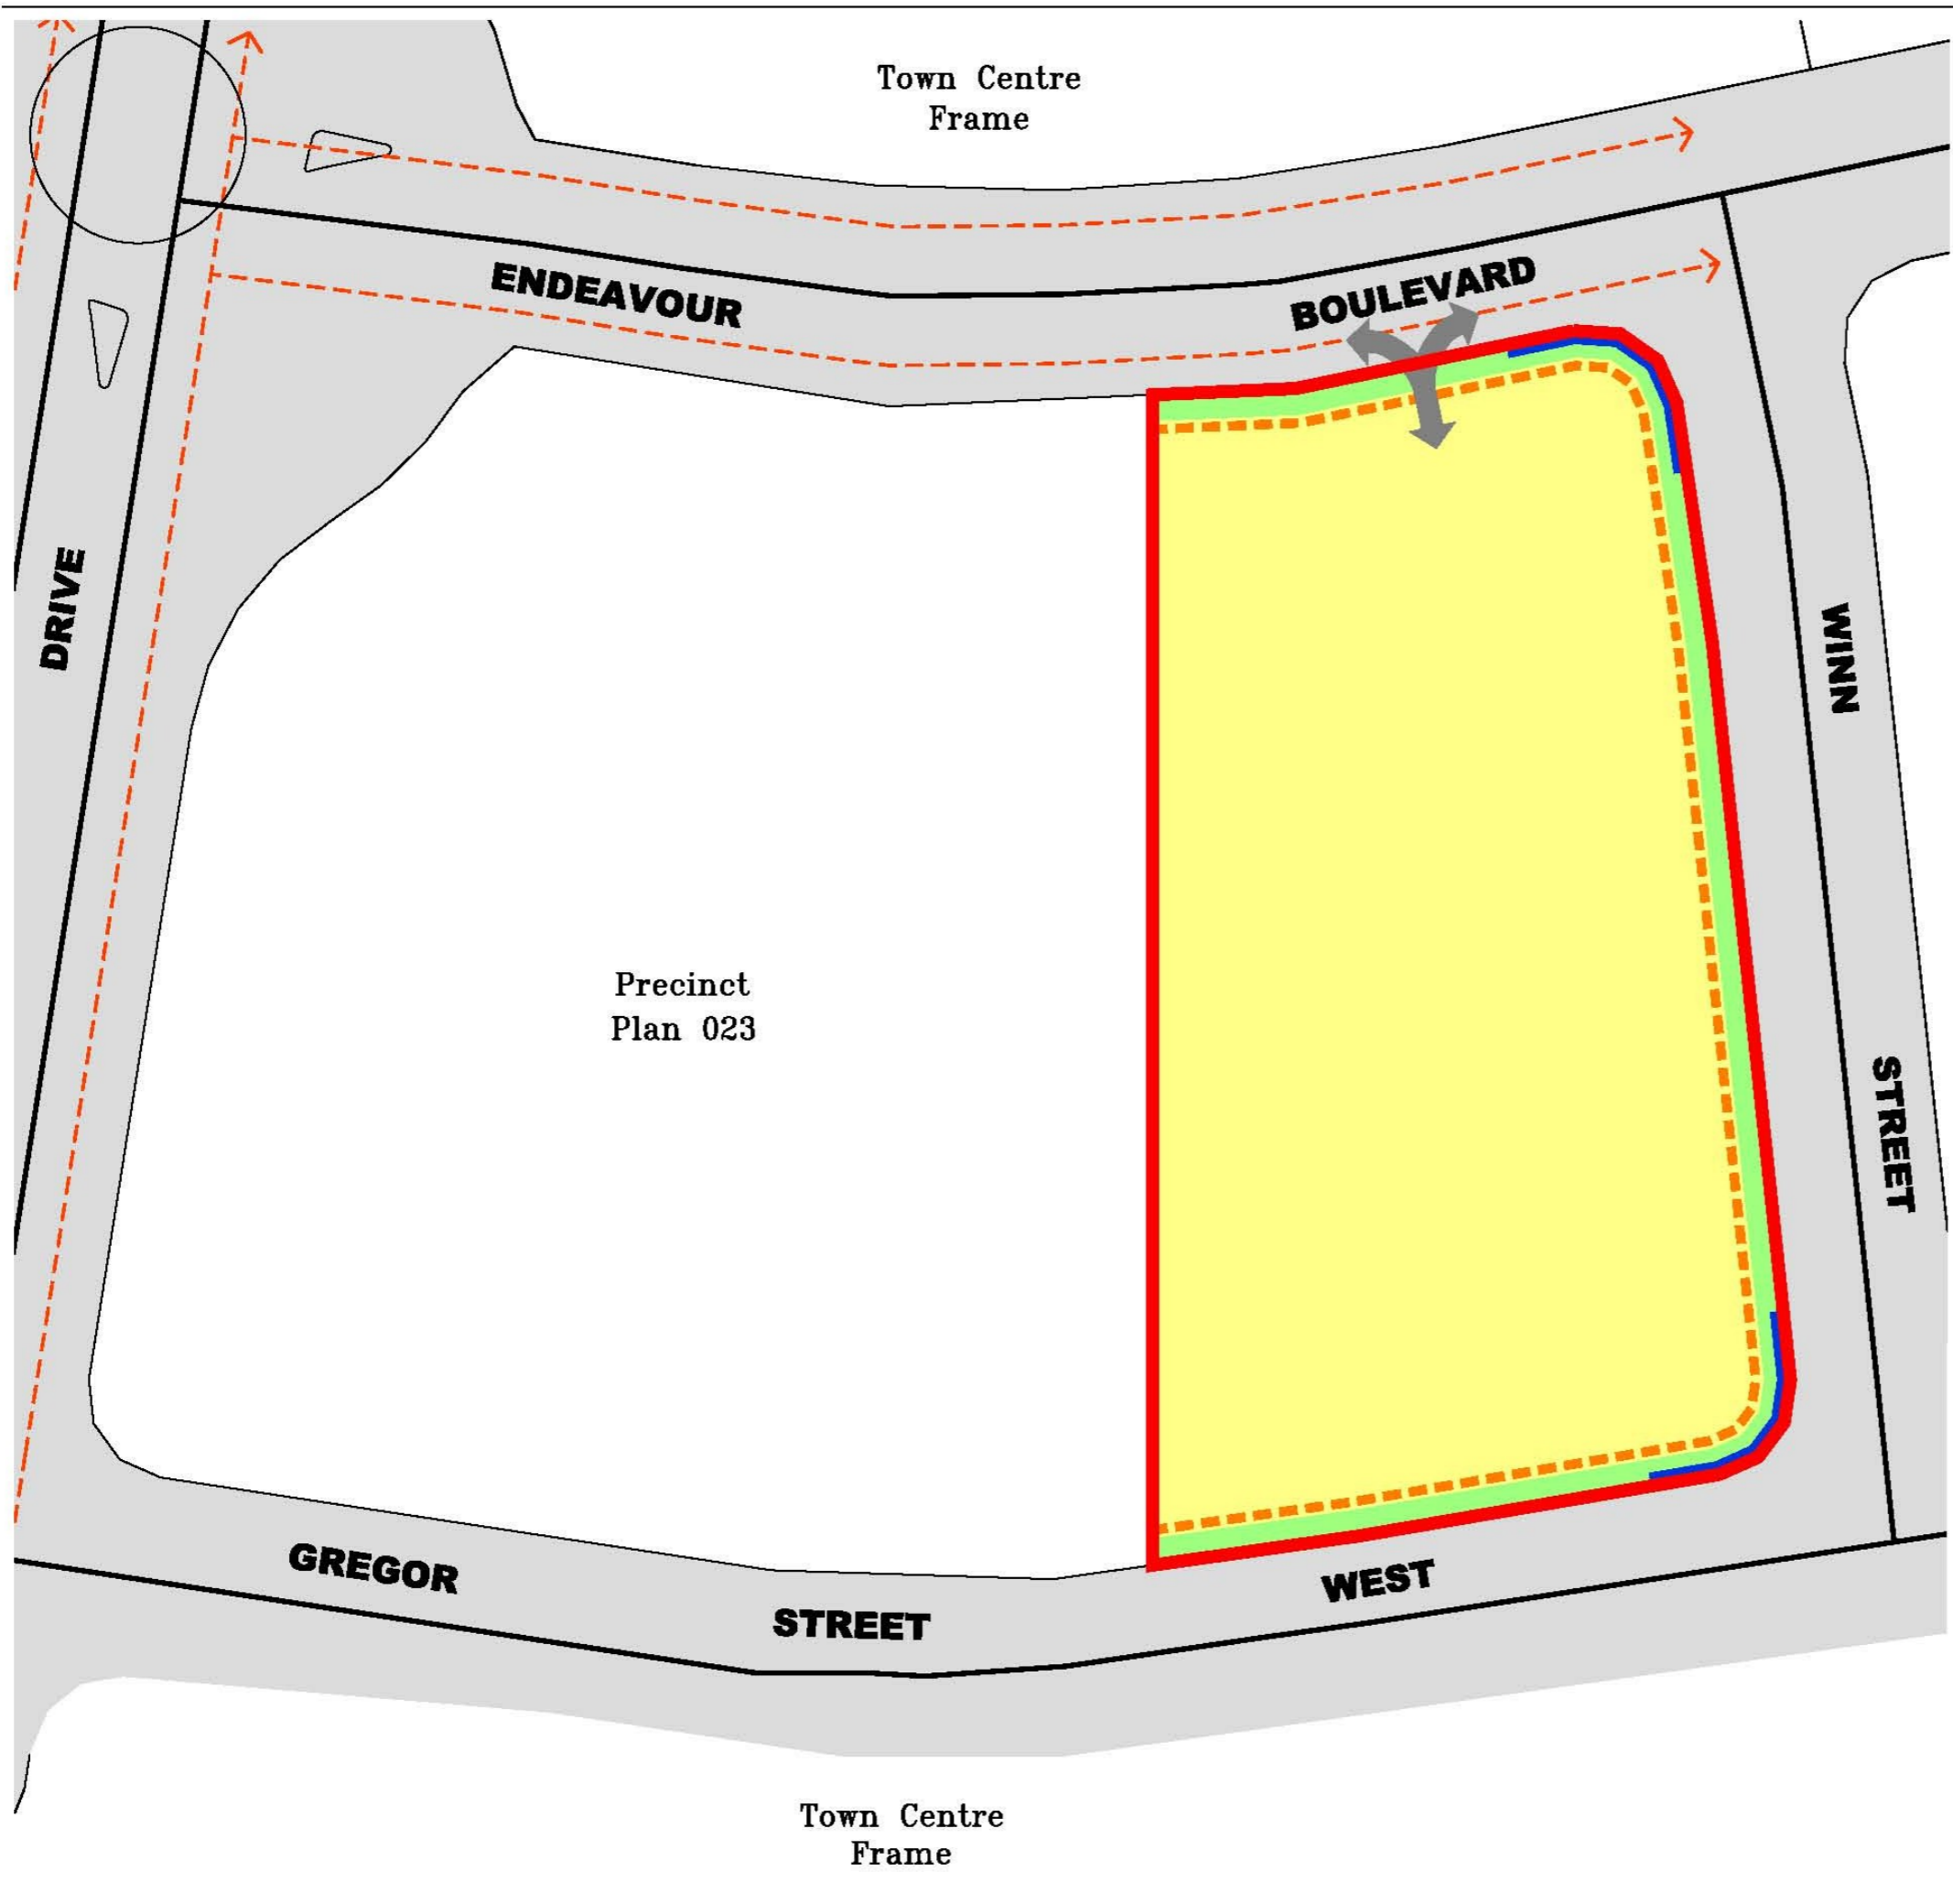 Town Centre
Frame
ENDEAVOUR
BOULEVARD
DRIVE
WINN
Precinct
Plan 023
STREET
GREGOR
STREET
WEST
Town Centre
Frame